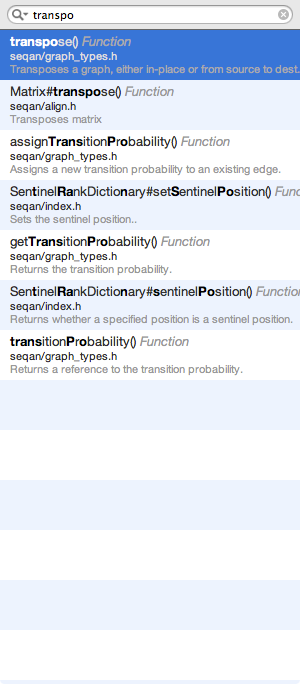 transpo
transpose() Function
seqan/graph_types.h
Transposes a graph, either in-place or from source to dest.
Matrix#transpose() Function
seqan/align.h
Transposes matrix
assignTransitionProbability() Function
seqan/graph_types.h
Assigns a new transition probability to an existing edge.
SentinelRankDictionary#setSentinelPosition() Func
seqan/index.h
Sets the sentinel position..
getTransitionProbability() Function
seqan/graph_types.h
Returns the transition probability.
SentinelRankDictionary#sentinelPosition() Function
seqan/index.h
Returns whether a specified position is a sentinel position.
transitionProbability() Function
seqan/graph_types.h
Returns a reference to the transition probability.